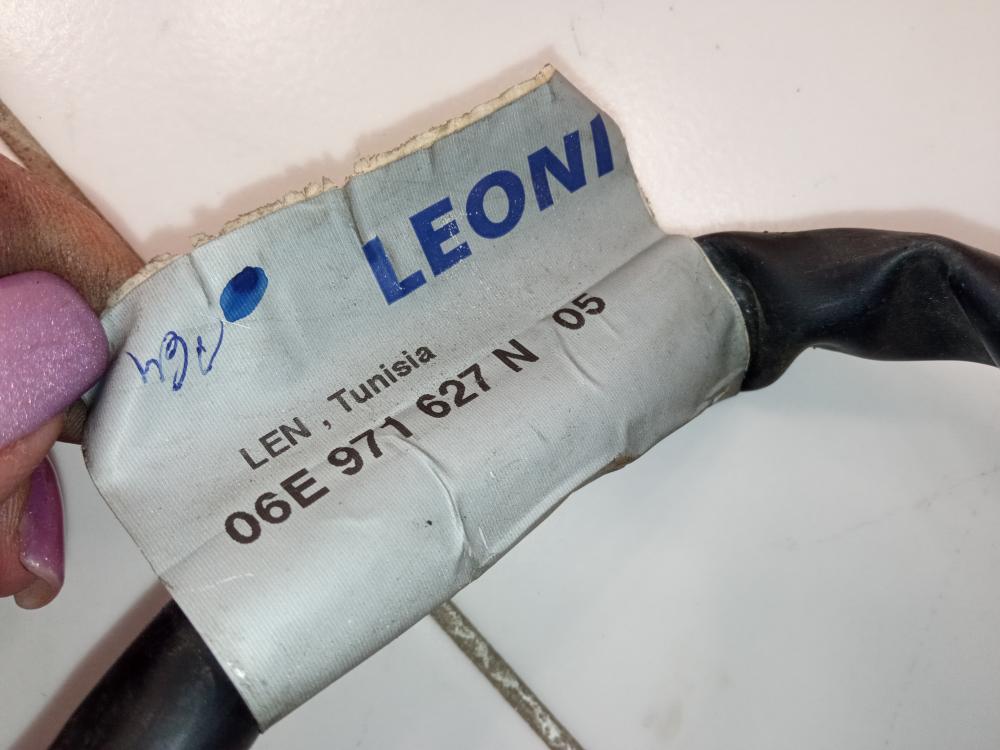 LEONI
LEN , Tunisia
06E 971 627 N 05